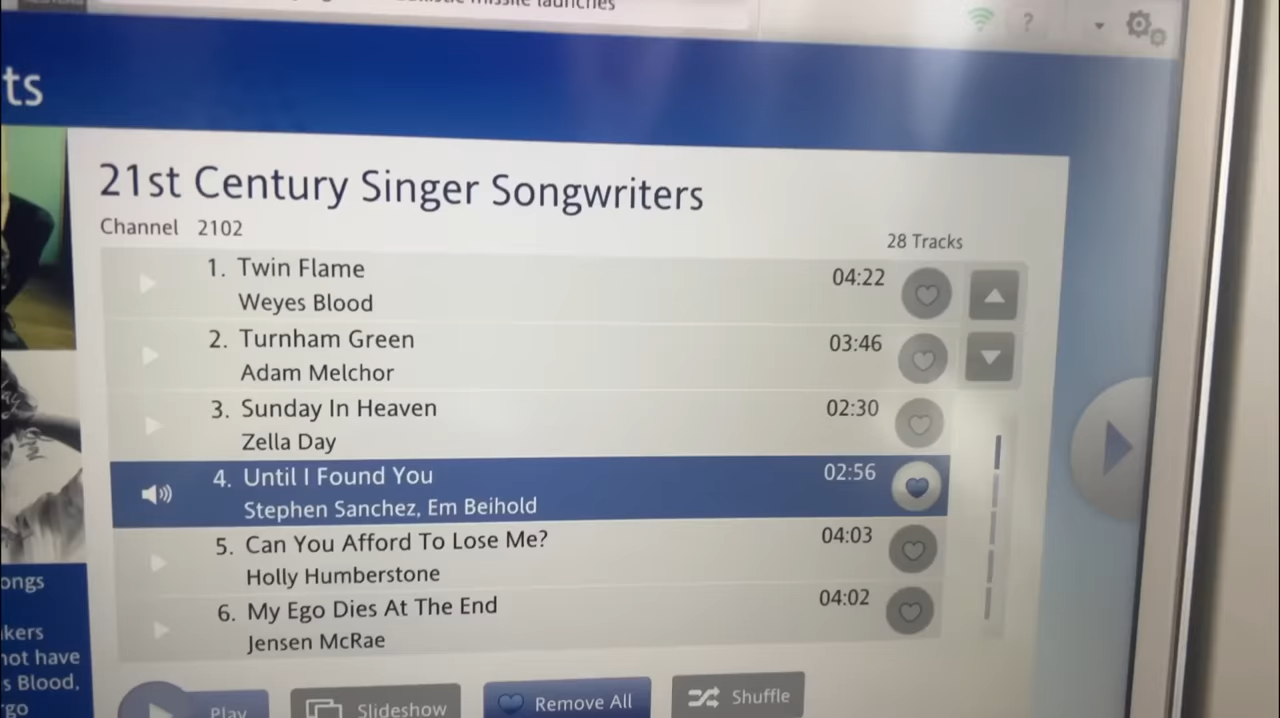 missile launches
?
ts
21st Century Singer Songwriters
Channel 2102
28 Tracks
1. Twin Flame 04:22
Weyes Blood
2. Turnham Green 03:46
Adam Melchor
3. Sunday In Heaven 02:30
Zella Day
4. Until I Found You 02:56
Stephen Sanchez, Em Beihold
5. Can You Afford To Lose Me? 04:03
Holly Humberstone
6. My Ego Dies At The End 04:02
Jensen McRae
ongs
kers
not have
s Blood,
go
Play
Slideshow
Remove All
Shuffle